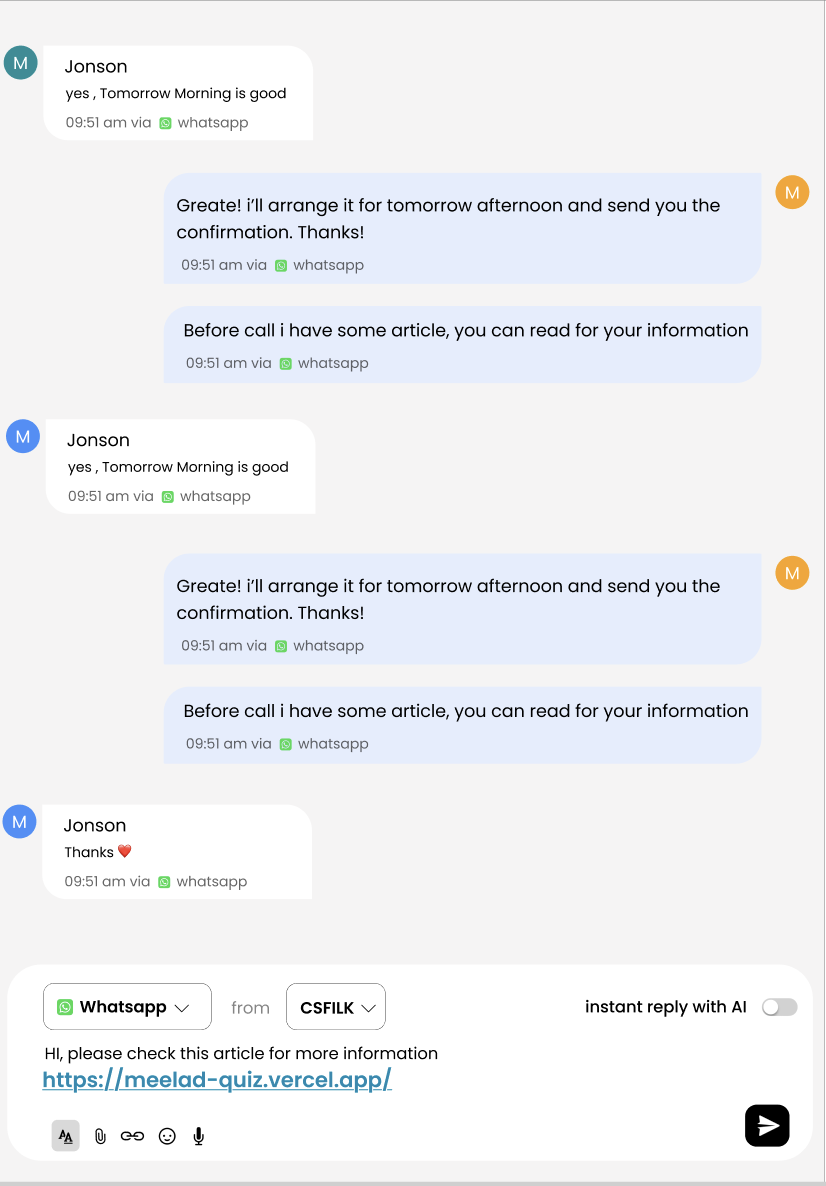 M
Jonson
yes , Tomorrow Morning is good
09:51 am via whatsapp
Greate! i'll arrange it for tomorrow afternoon and send you the
confirmation. Thanks!
09:51 am via whatsapp
M
Before call i have some article, you can read for your information
09:51 am via whatsapp
M
Jonson
yes , Tomorrow Morning is good
09:51 am via whatsapp
Greate! i'll arrange it for tomorrow afternoon and send you the
confirmation. Thanks!
09:51 am via whatsapp
M
Before call i have some article, you can read for your information
09:51 am via whatsapp
M
Jonson
Thanks ❤️
09:51 am via whatsapp
Whatsapp from CSFILK instant reply with AI
HI, please check this article for more information
https://meelad-quiz.vercel.app/
AA